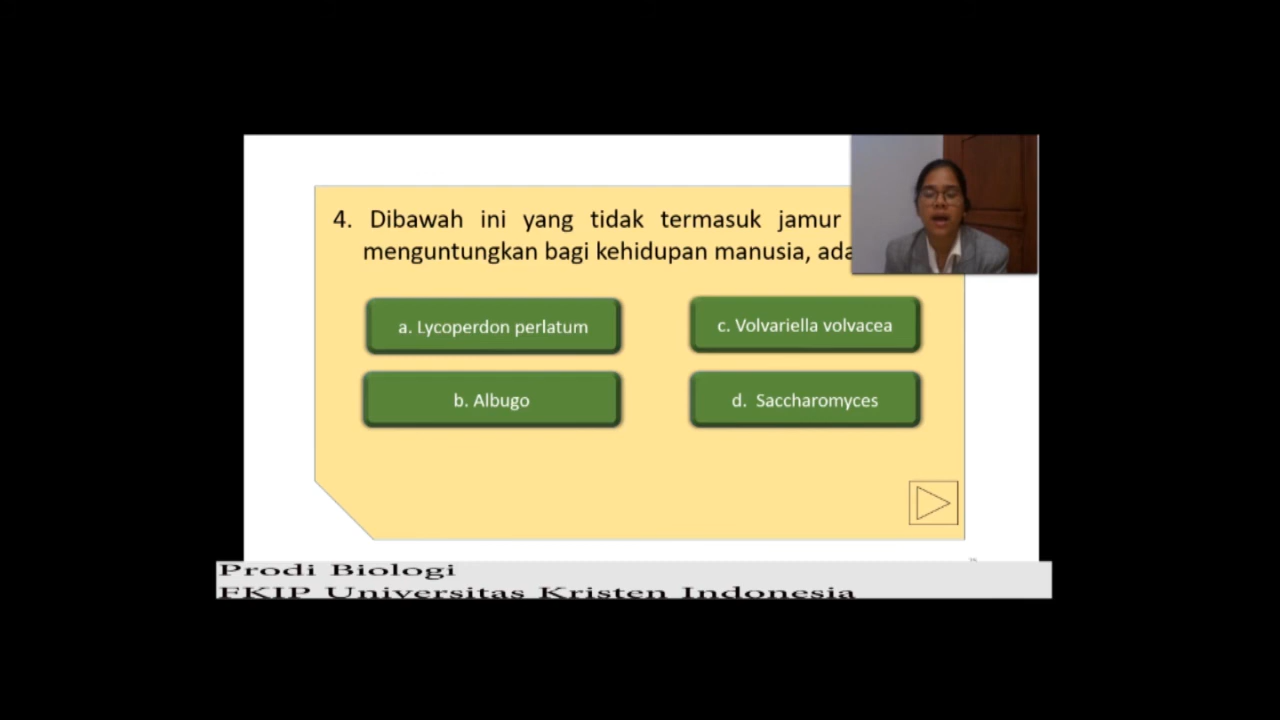 4. Dibawah ini yang tidak termasuk jamur
menguntungkan bagi kehidupan manusia,
a. Lycoperdon perlatum
c. Volvariella volvacea
b. Albugo
d. Saccharomyces
Prodi Biologi
FKIP Universitas Kristen Indonesia